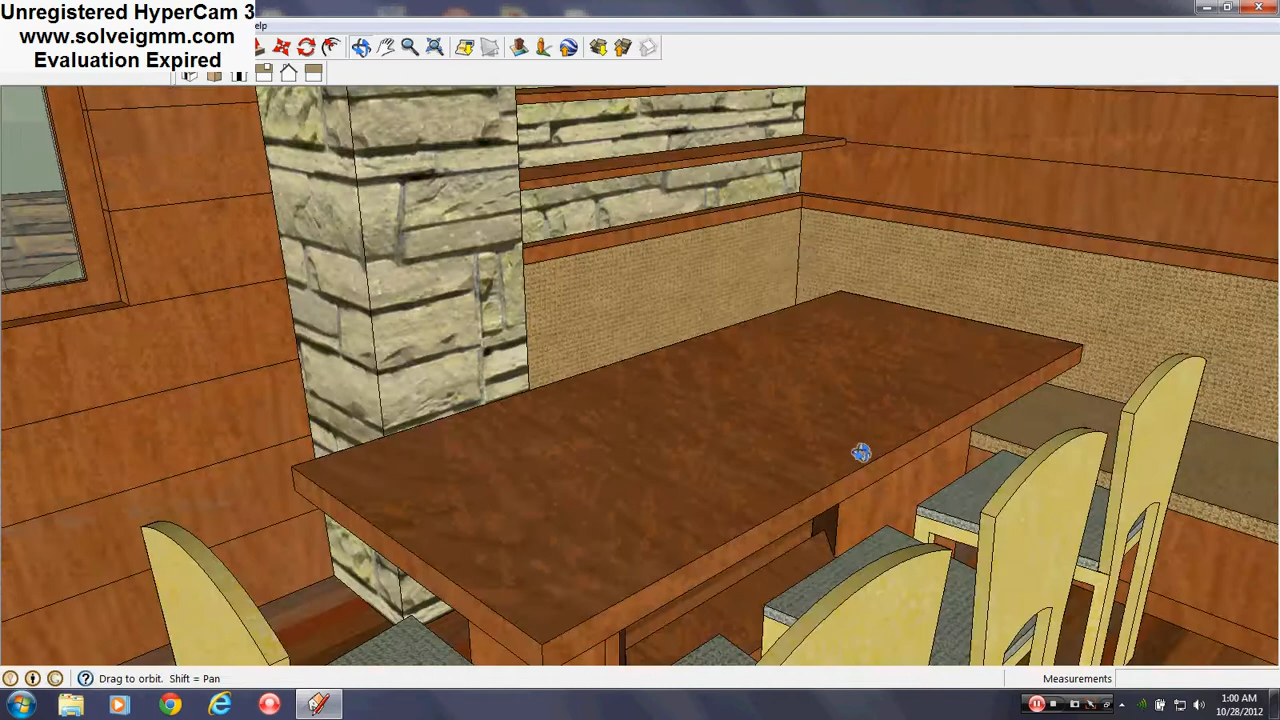 Unregistered HyperCam 3
www.solveigmm.com
Evaluation Expired
elp
Drag to orbit. Shift = Pan
Measurements
1:00 AM
10/28/2012